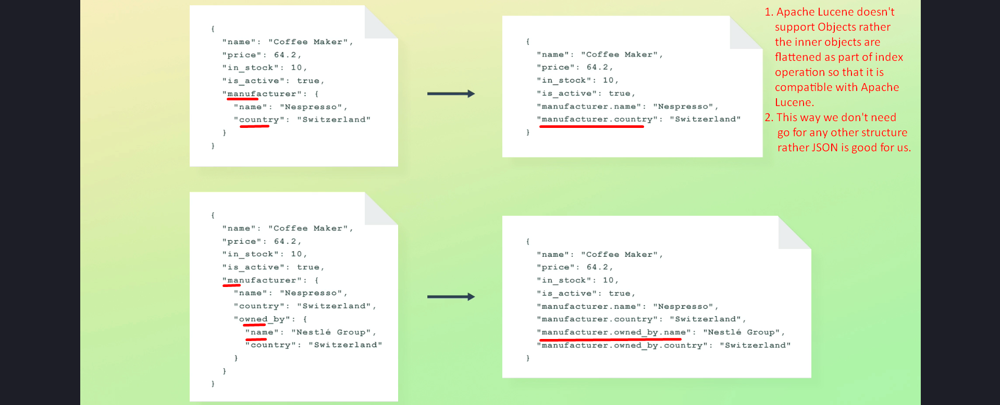 {
"name": "Coffee Maker",
"price": 64.2,
"in_stock": 10,
"is_active": true,
"manufacturer": {
"name": "Nespresso",
"country": "Switzerland"
}
}
{
"name": "Coffee Maker",
"price": 64.2,
"in_stock": 10,
"is_active": true,
"manufacturer.name": "Nespresso",
"manufacturer.country": "Switzerland"
}
1. Apache Lucene doesn't
support Objects rather
the inner objects are
flattened as part of index
operation so that it is
compatible with Apache
Lucene.
2. This way we don't need
go for any other structure
rather JSON is good for us.
{
"name": "Coffee Maker",
"price": 64.2,
"in_stock": 10,
"is_active": true,
"manufacturer": {
"name": "Nespresso",
"country": "Switzerland",
"owned_by": {
"name": "Nestlé Group",
"country": "Switzerland"
}
}
}
{
"name": "Coffee Maker",
"price": 64.2,
"in_stock": 10,
"is_active": true,
"manufacturer.name": "Nespresso",
"manufacturer.country": "Switzerland",
"manufacturer.owned_by.name": "Nestlé Group",
"manufacturer.owned_by.country": "Switzerland"
}